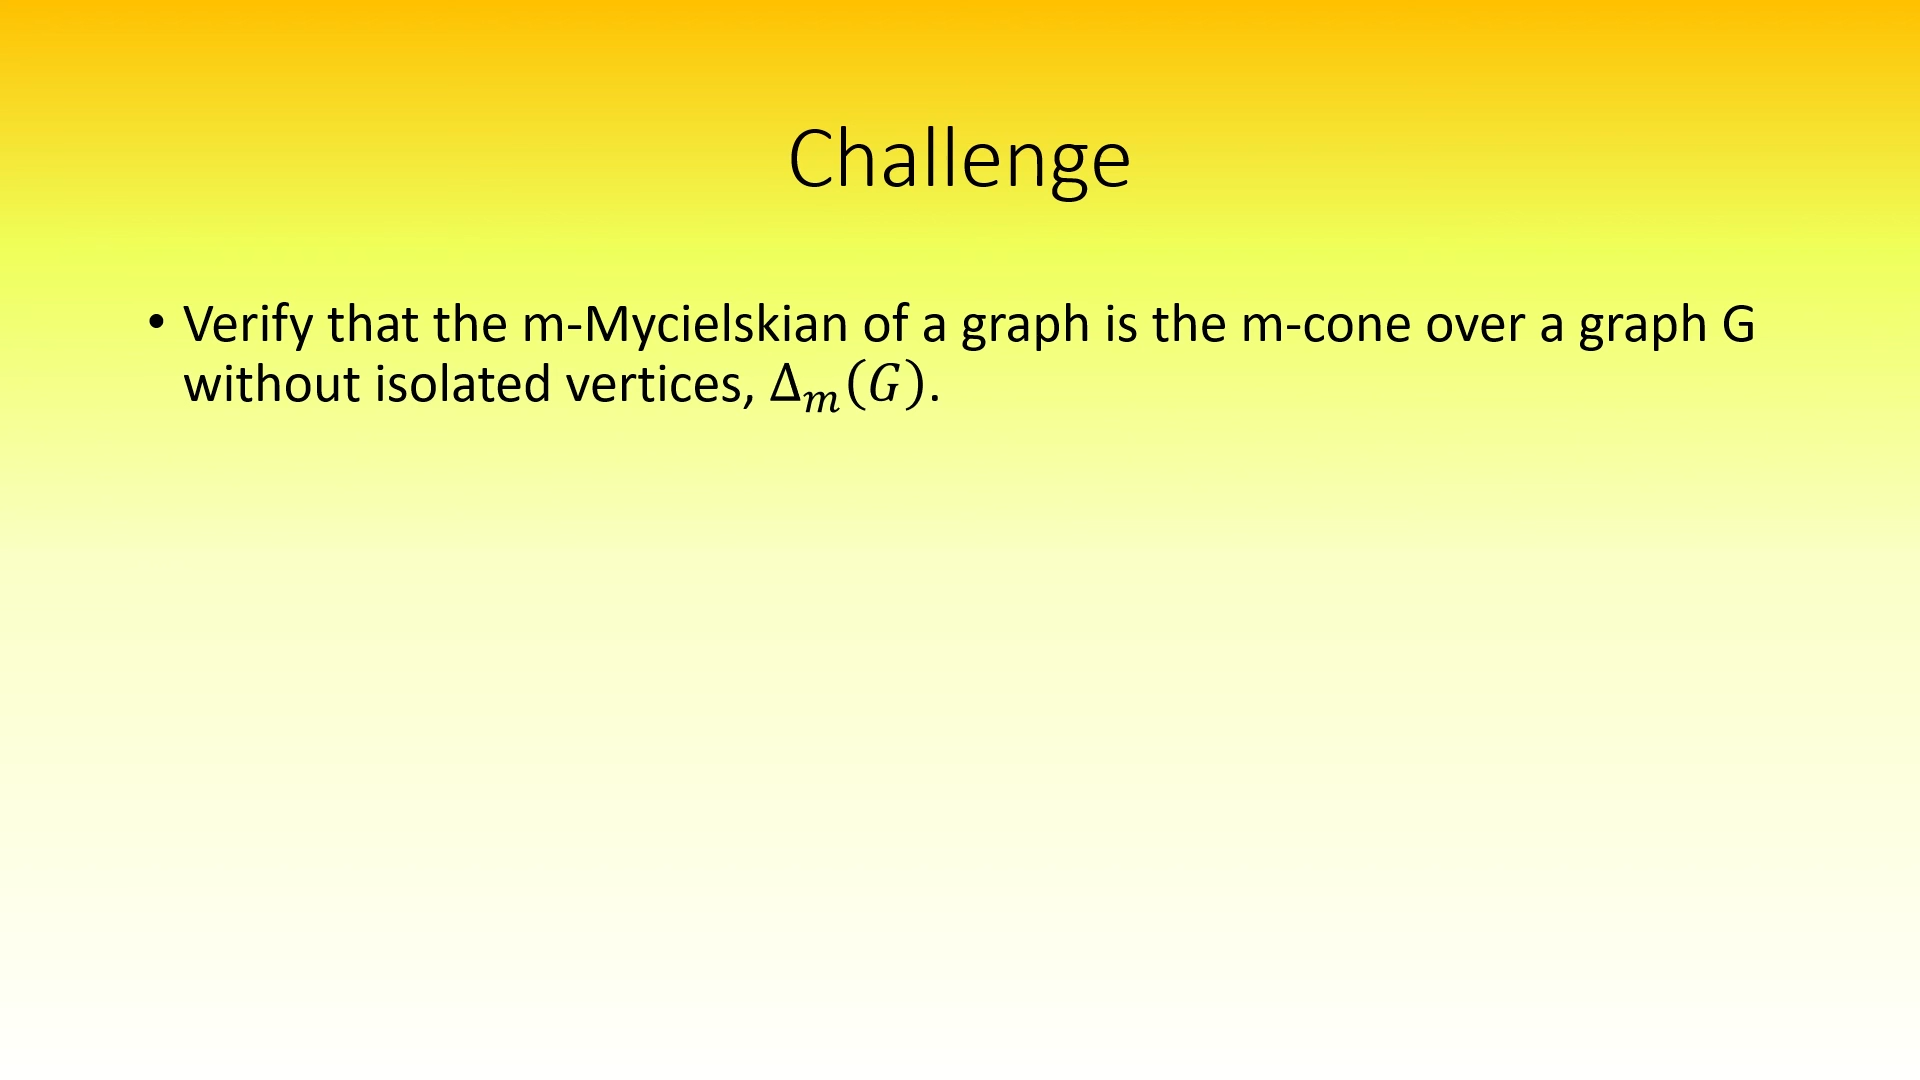 Challenge
• Verify that the m-Mycielskian of a graph is the m-cone over a graph G
without isolated vertices, Δₘ(𝐺).